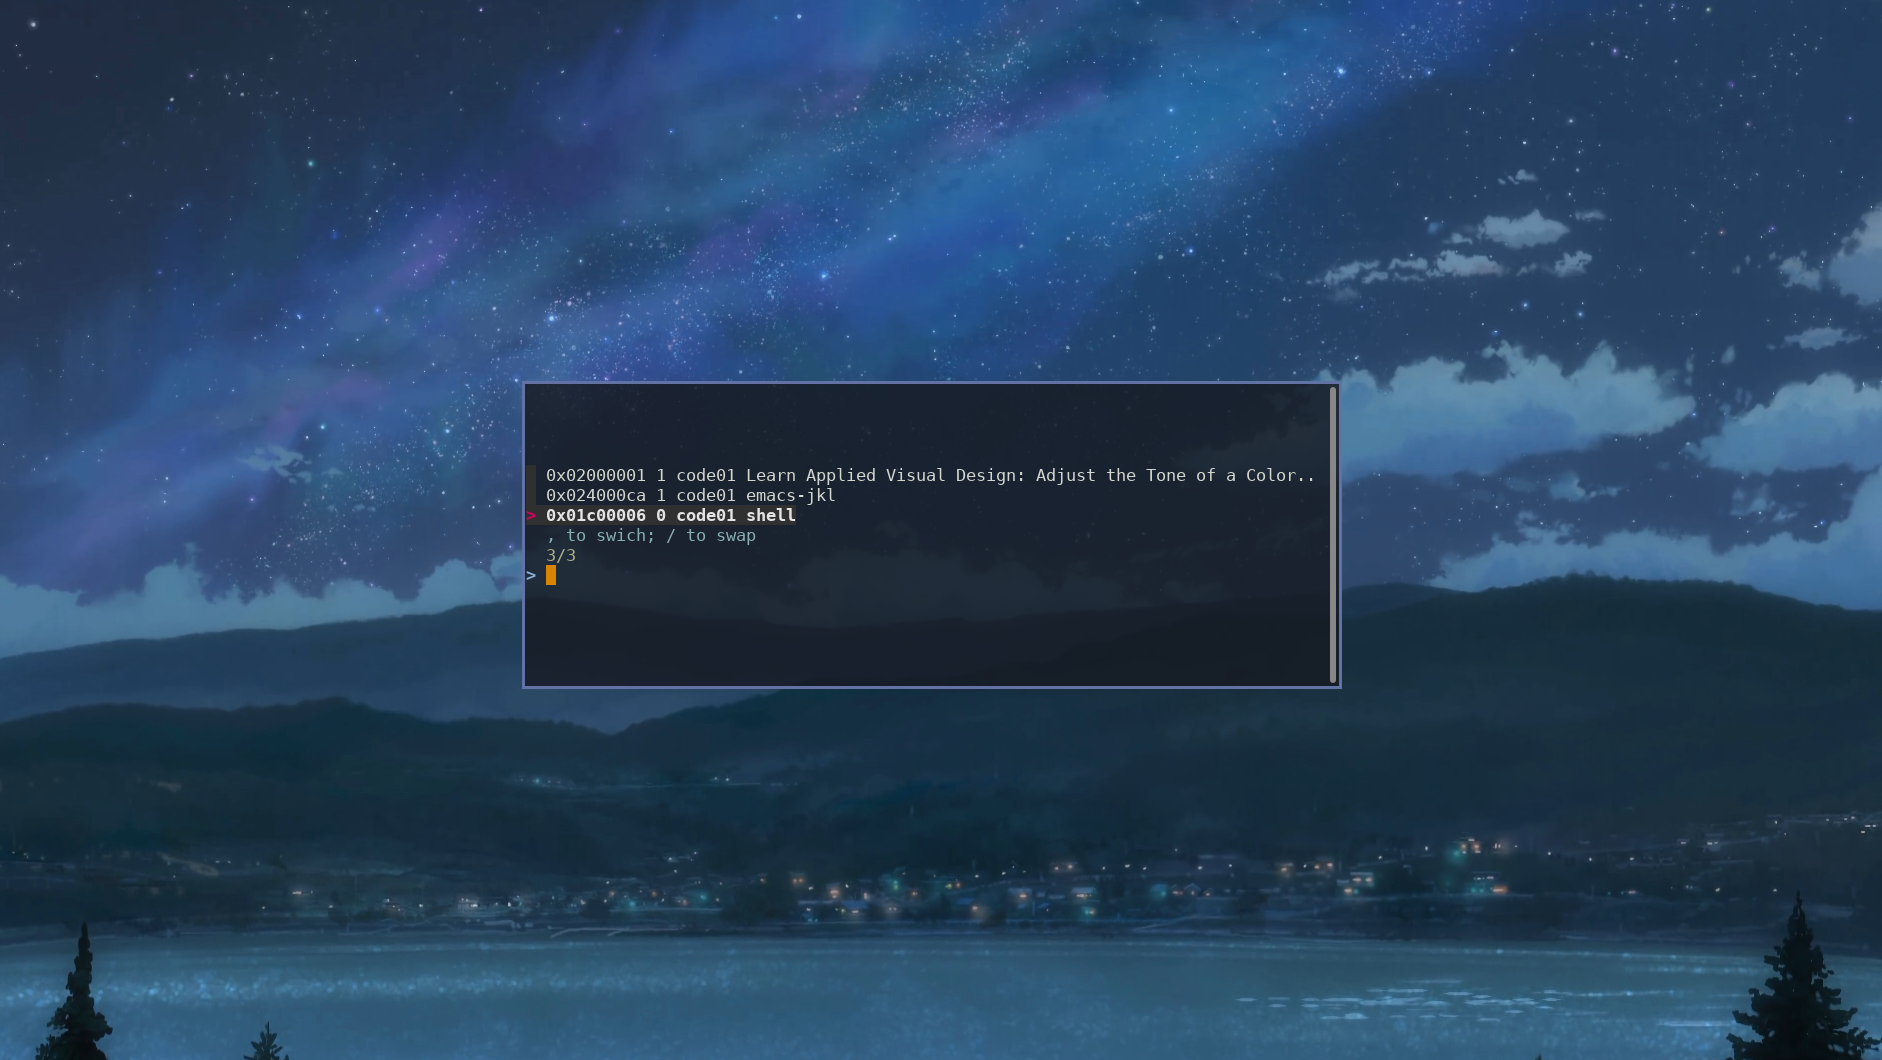 0x02000001 1 code01 Learn Applied Visual Design: Adjust the Tone of a Color..
0x024000ca 1 code01 emacs-jkl
> 0x01c00006 0 code01 shell
, to swich; / to swap
3/3
>